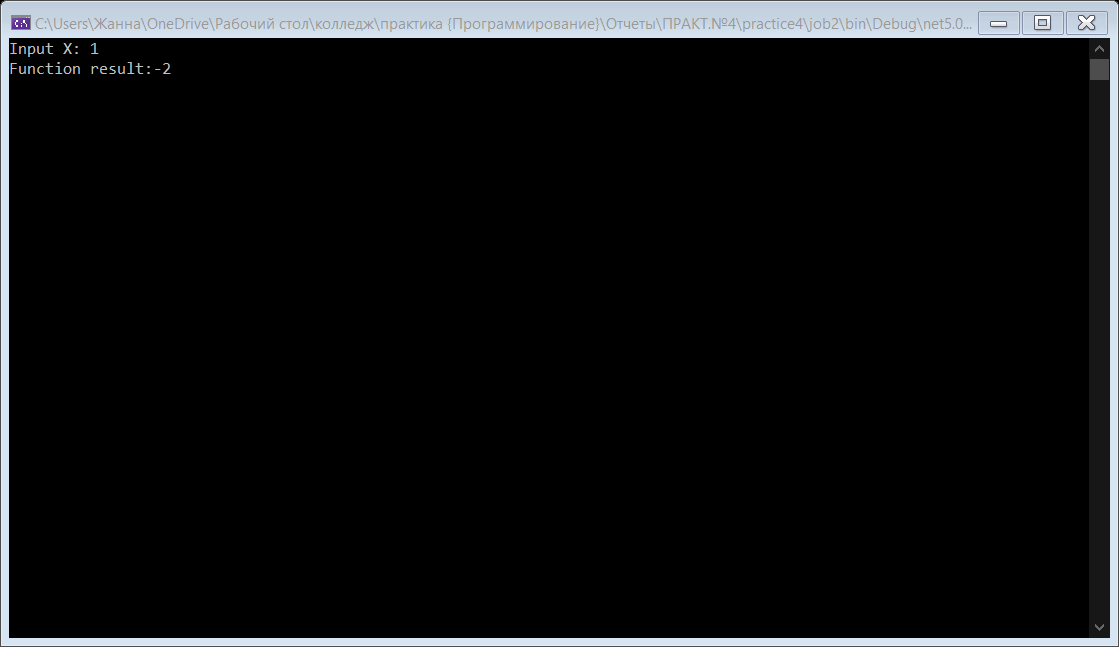 C:\Users\Жанна\OneDrive\Рабочий стол\колледж\практика {Программирование}\Отчеты\ПРАКТ.№4\practice4\job2\bin\Debug\net5.0...
Input X: 1
Function result:-2